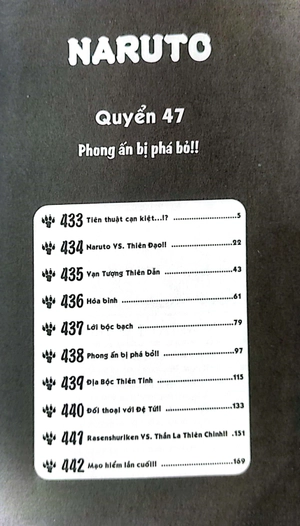 NARUTO
Quyển 47
Phong ấn bị phá bỏ!!
433 Tiên thuật cạn kiệt...!? ........................5
434 Naruto VS. Thiên Đạo!! ........................22
435 Vạn Tượng Thiên Dẫn ........................43
436 Hóa bình ........................61
437 Lời bộc bạch ........................79
438 Phong ấn bị phá bỏ!! ........................97
439 Địa Bộc Thiên Tinh ........................115
440 Đối thoại với Đệ Tứ!! ........................133
441 Rasenshuriken VS. Thần La Thiên Chinh!! .151
442 Mạo hiểm lần cuối!! ........................169